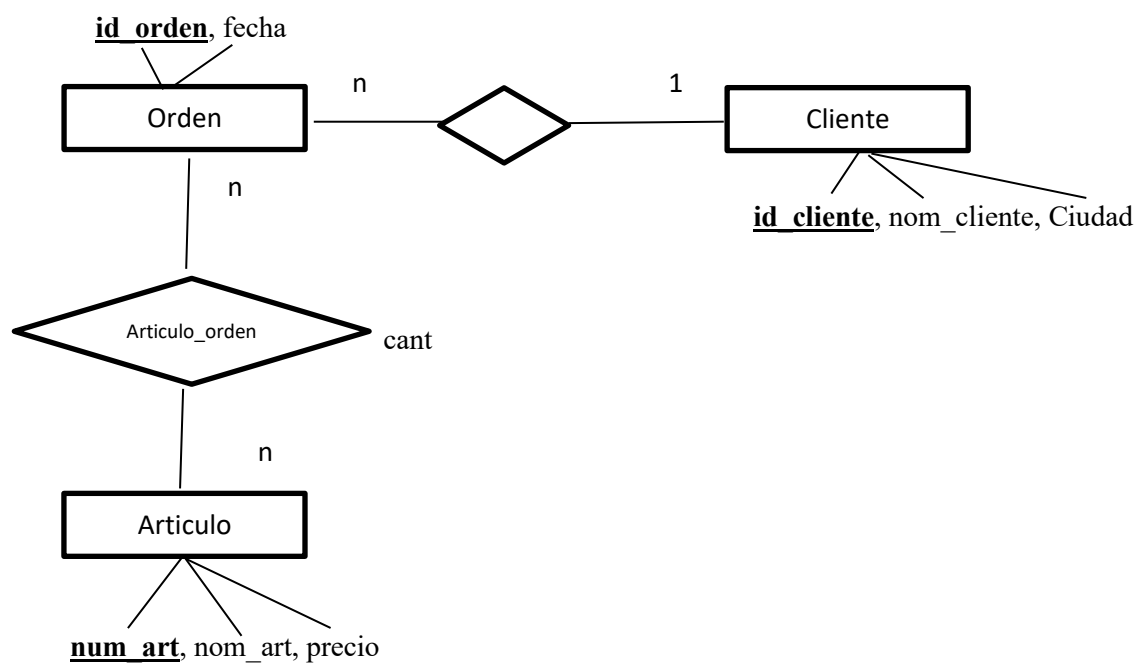 id_orden, fecha
n
1
Orden
Cliente
n
id_cliente, nom_cliente, Ciudad
Articulo_orden
cant
n
Articulo
num_art, nom_art, precio